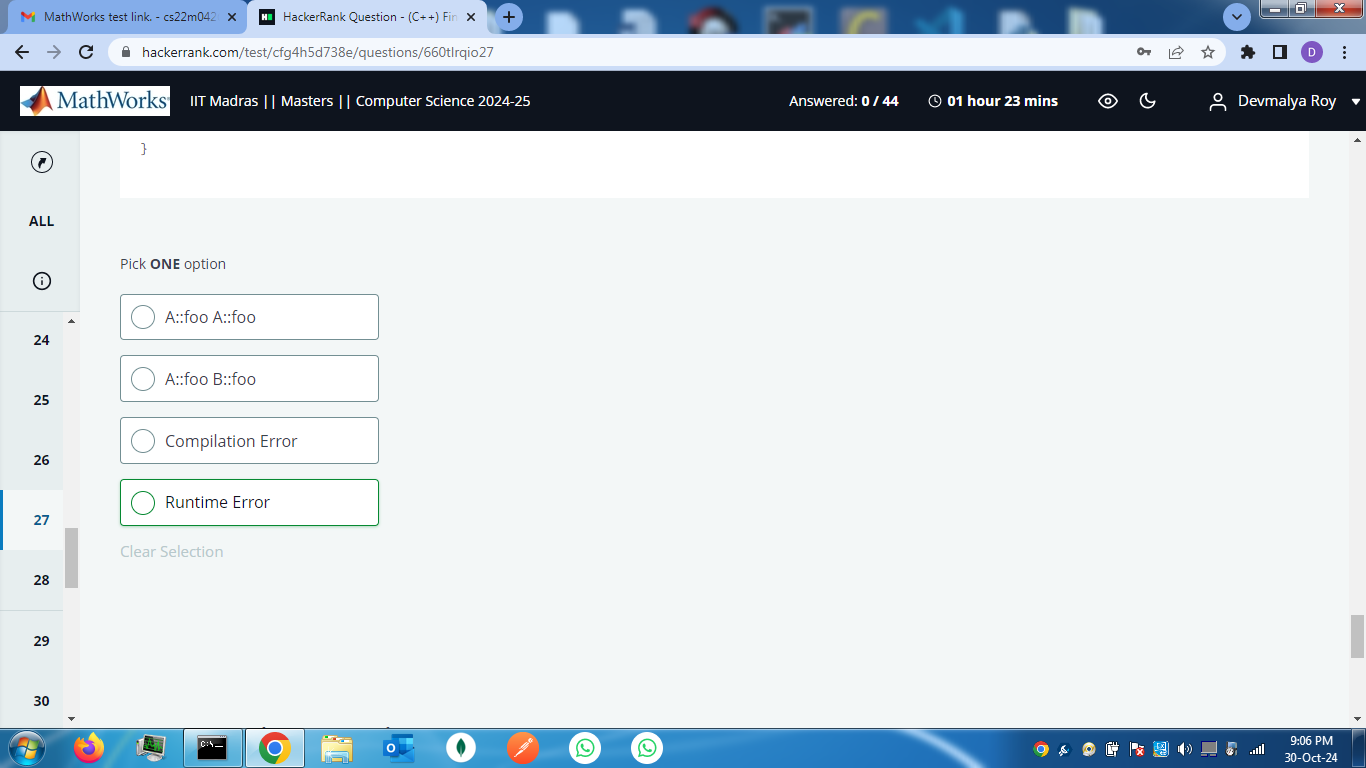 MathWorks test link. - cs22m042
HackerRank Question - (C++) Fin
hackerrank.com/test/cfg4h5d738e/questions/660tlrqio27
D
MathWorks
IIT Madras || Masters || Computer Science 2024-25
Answered: 0 / 44
01 hour 23 mins
Devmalya Roy
}
ALL
Pick ONE option
A::foo A::foo
24
A::foo B::foo
25
Compilation Error
26
Runtime Error
27
Clear Selection
28
29
30
9:06 PM
30-Oct-24